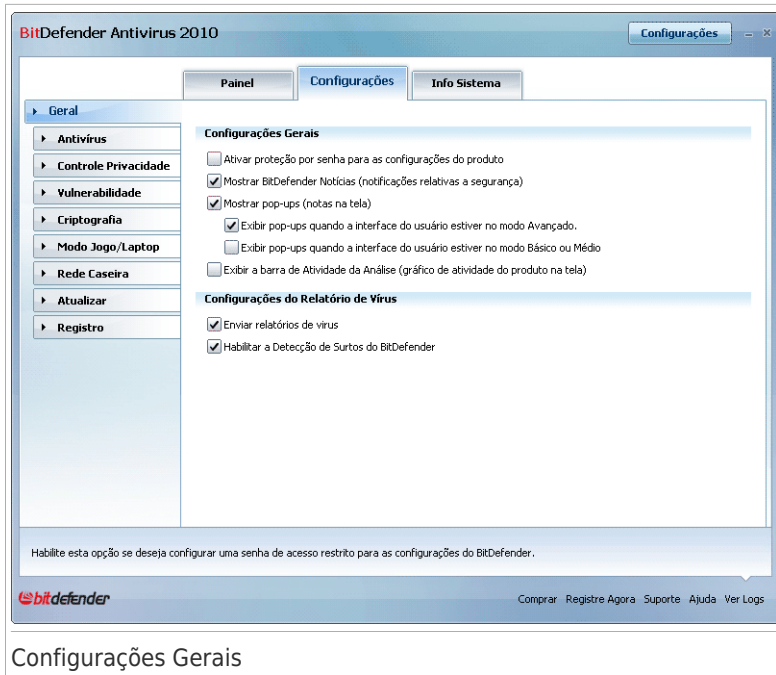 BitDefender Antivirus 2010
Configurações
Painel
Configurações
Info Sistema
Geral
Antivírus
Controle Privacidade
Vulnerabilidade
Criptografia
Modo Jogo/Laptop
Rede Caseira
Atualizar
Registro
Configurações Gerais
Ativar proteção por senha para as configurações do produto
Mostrar BitDefender Notícias (notificações relativas a segurança)
Mostrar pop-ups (notas na tela)
Exibir pop-ups quando a interface do usuário estiver no modo Avançado.
Exibir pop-ups quando a interface do usuário estiver no modo Básico ou Médio
Exibir a barra de Atividade da Análise (gráfico de atividade do produto na tela)
Configurações do Relatório de Vírus
Enviar relatórios de virus
Habilitar a Detecção de Surtos do BitDefender
Habilite esta opção se deseja configurar uma senha de acesso restrito para as configurações do BitDefender.
bitdefender
Comprar Registre Agora Suporte Ajuda Ver Logs
Configurações Gerais